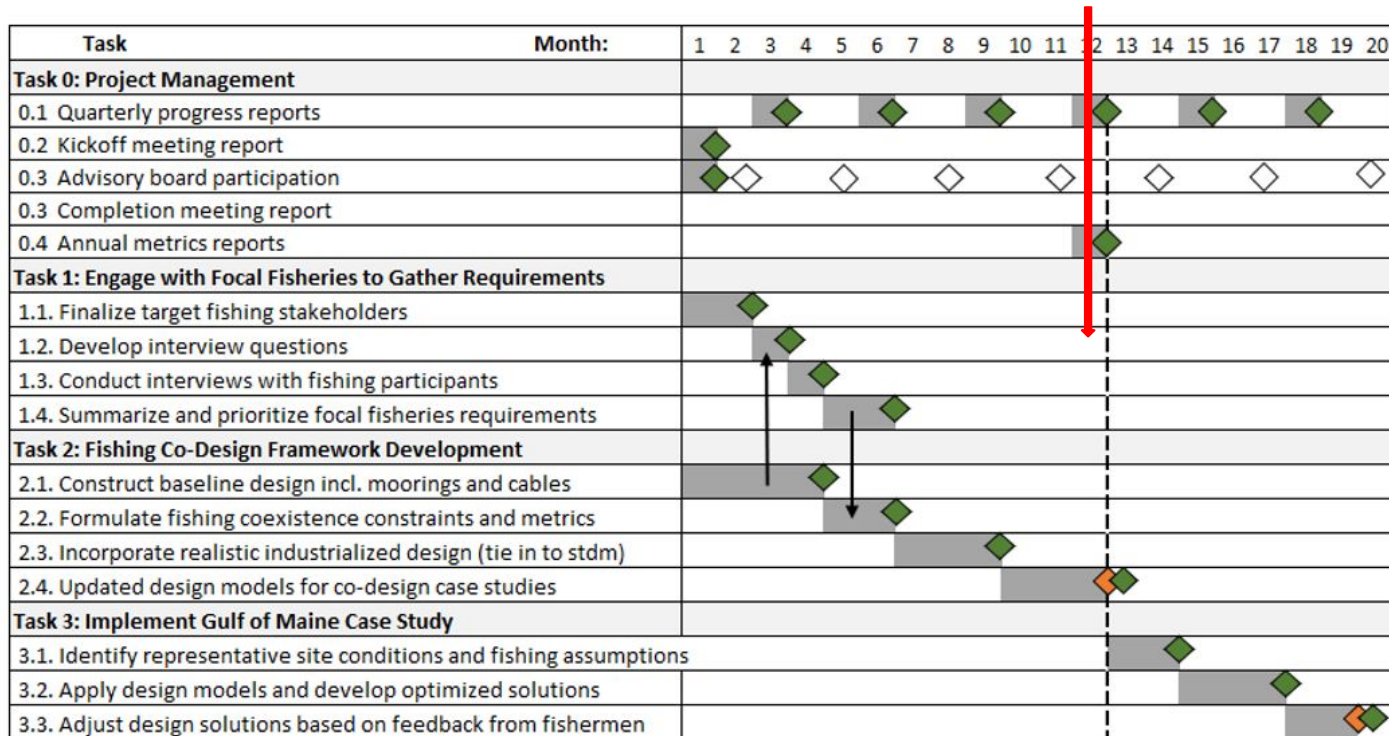 Task Month: 1 2 3 4 5 6 7 8 9 10 11 12 13 14 15 16 17 18 19 20
Task 0: Project Management
0.1 Quarterly progress reports
0.2 Kickoff meeting report
0.3 Advisory board participation
0.3 Completion meeting report
0.4 Annual metrics reports
Task 1: Engage with Focal Fisheries to Gather Requirements
1.1. Finalize target fishing stakeholders
1.2. Develop interview questions
1.3. Conduct interviews with fishing participants
1.4. Summarize and prioritize focal fisheries requirements
Task 2: Fishing Co-Design Framework Development
2.1. Construct baseline design incl. moorings and cables
2.2. Formulate fishing coexistence constraints and metrics
2.3. Incorporate realistic industrialized design (tie in to stdm)
2.4. Updated design models for co-design case studies
Task 3: Implement Gulf of Maine Case Study
3.1. Identify representative site conditions and fishing assumptions
3.2. Apply design models and develop optimized solutions
3.3. Adjust design solutions based on feedback from fishermen